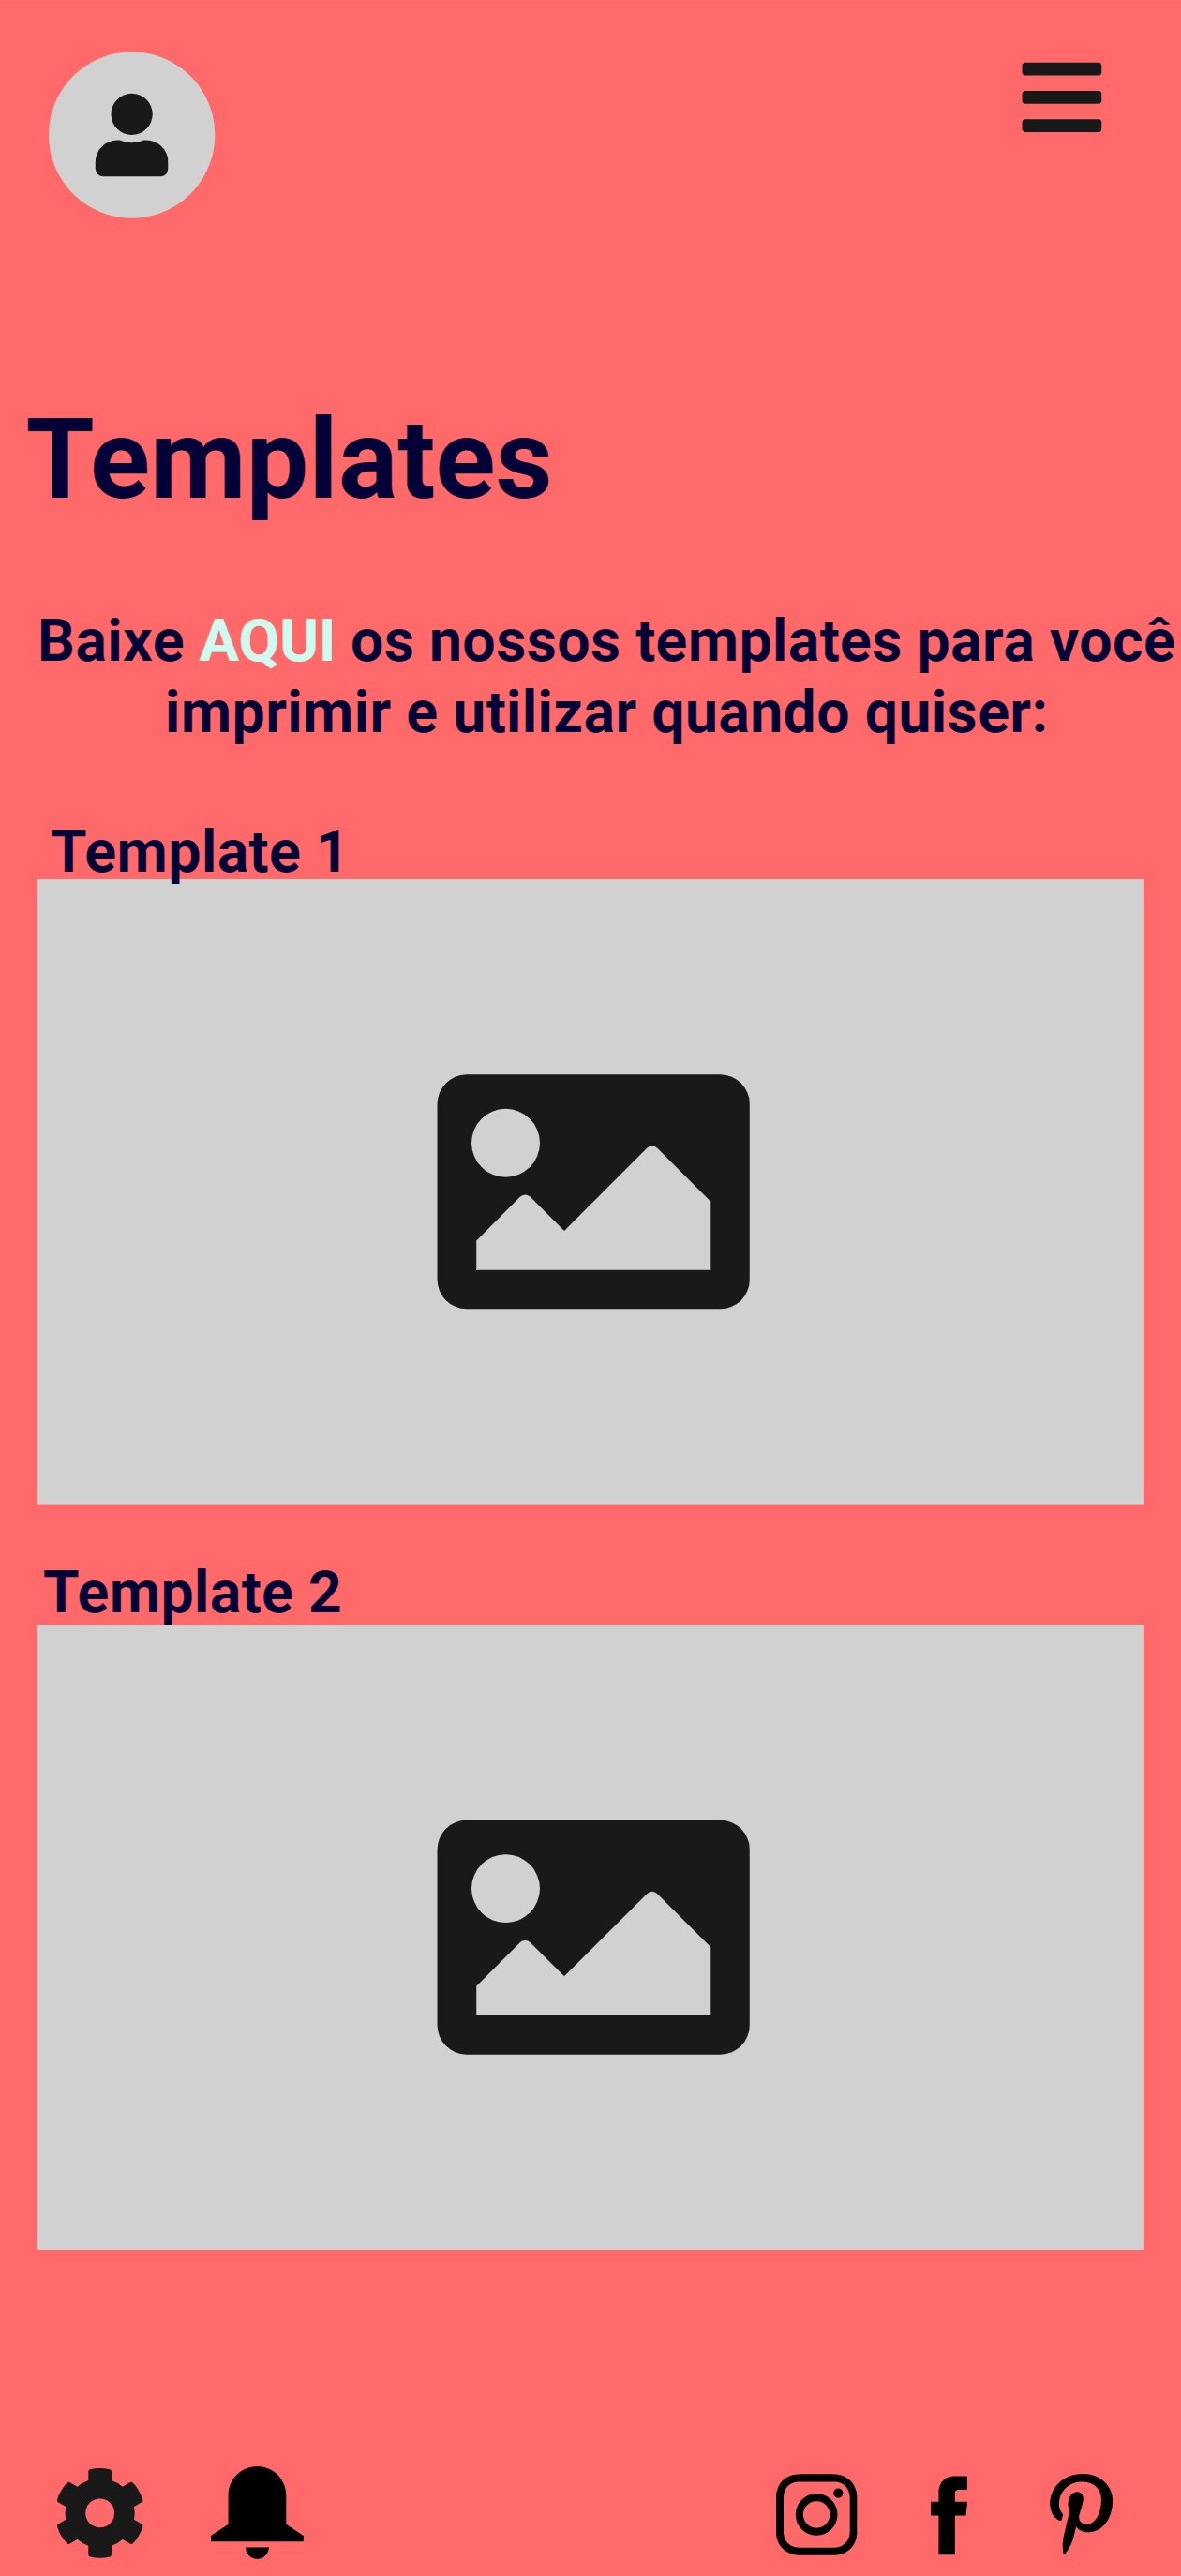 Templates
Baixe AQUI os nossos templates para você
imprimir e utilizar quando quiser:
Template 1
Template 2